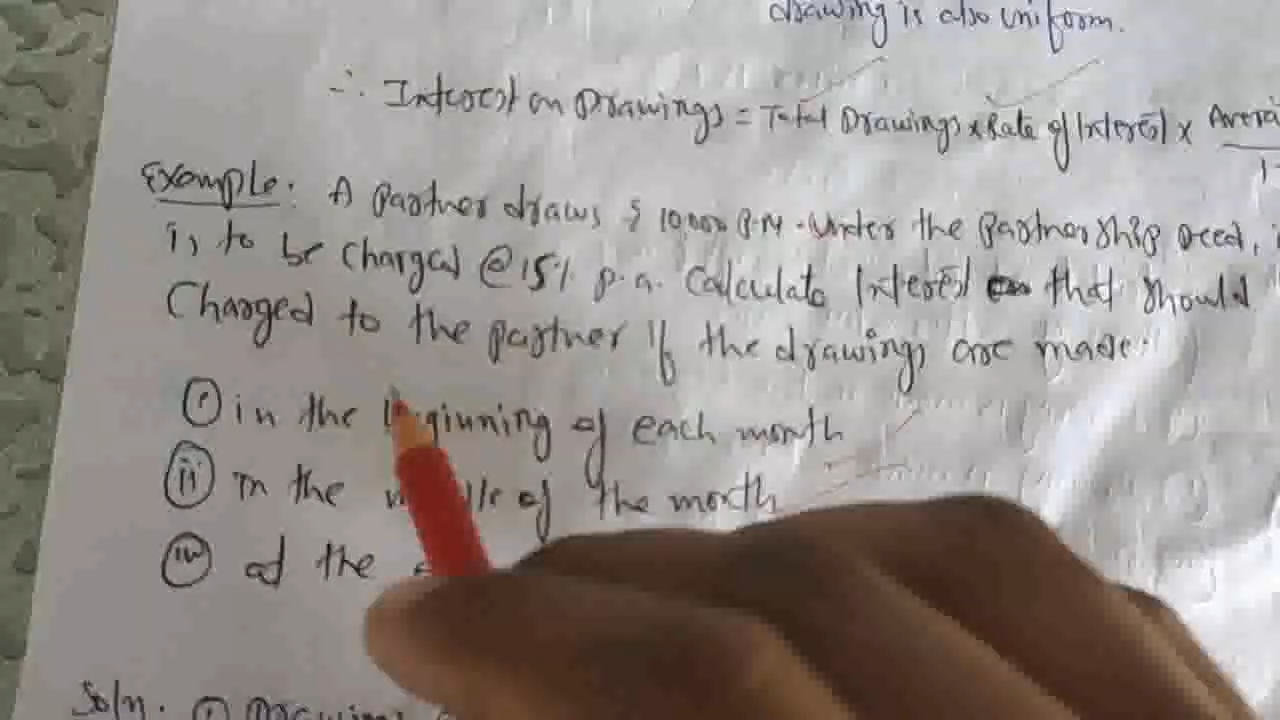 drawing is also uniform.
∴ Interest on Drawings = Total Drawings x Rate of Interest x
Example: A partner draws 10,000 P.M. Under the partnership Deed,
is to be charged @ 15% p.a. Calculate Interest that should
Charged to the partner if the drawings are made.
(i) in the beginning of each month
(ii) in the of the month
at the
Soln. (i) Drawings